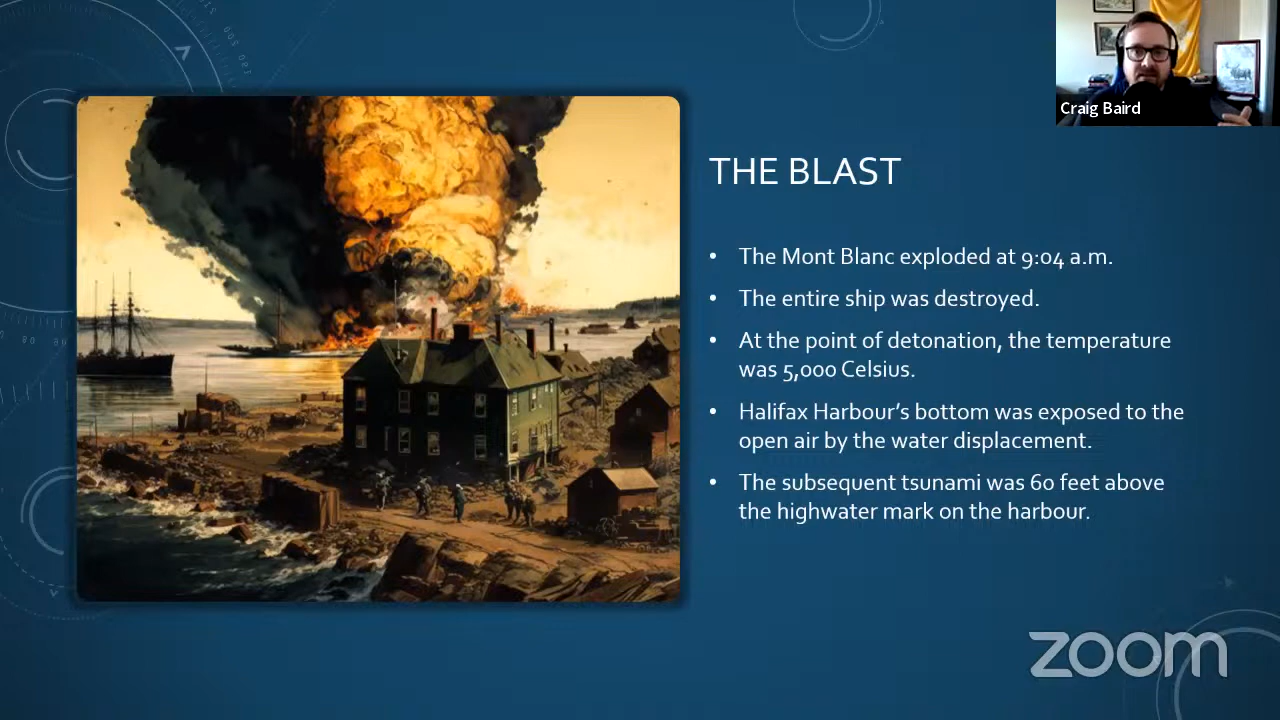 Craig Baird
THE BLAST
• The Mont Blanc exploded at 9:04 a.m.
• The entire ship was destroyed.
• At the point of detonation, the temperature
was 5,000 Celsius.
• Halifax Harbour’s bottom was exposed to the
open air by the water displacement.
• The subsequent tsunami was 60 feet above
the highwater mark on the harbour.
zoom